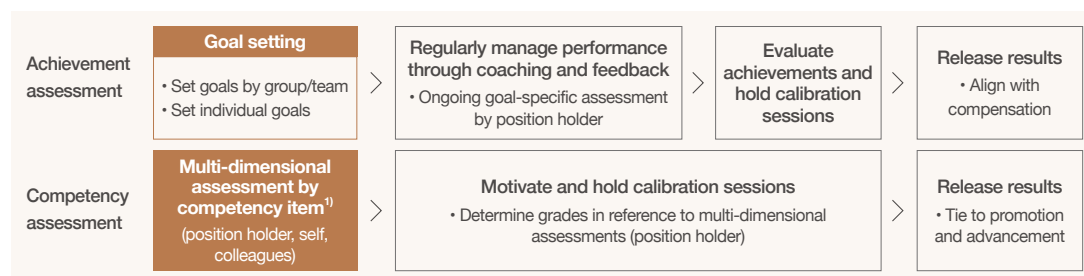 Achievement
assessment
Goal setting
• Set goals by group/team
• Set individual goals
Regularly manage performance
through coaching and feedback
• Ongoing goal-specific assessment
by position holder
Evaluate
achievements and
hold calibration
sessions
Release results
• Align with
compensation
Competency
assessment
Multi-dimensional
assessment by
competency item1)
(position holder, self,
colleagues)
Motivate and hold calibration sessions
• Determine grades in reference to multi-dimensional
assessments (position holder)
Release results
• Tie to promotion
and advancement